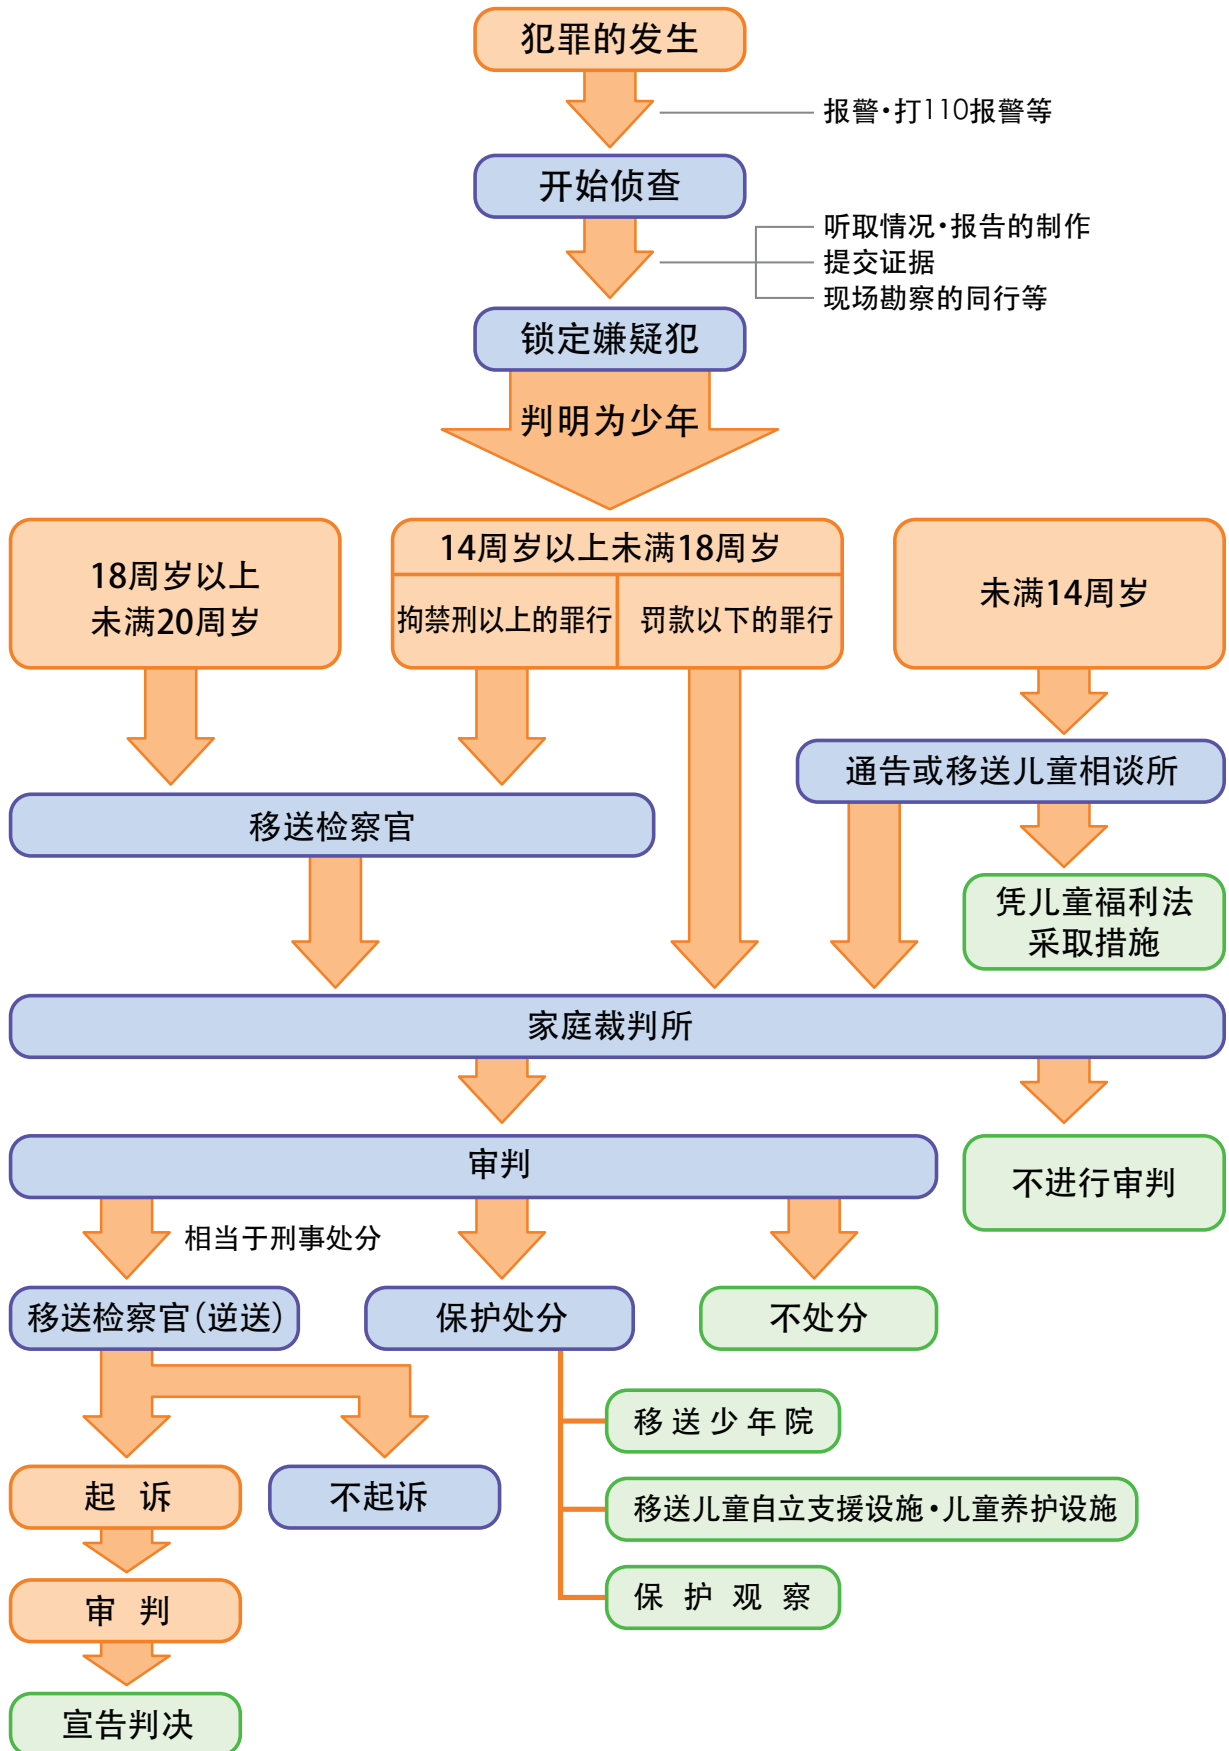 犯罪的发生
报警・打110报警等
开始侦查
听取情况・报告的制作
提交证据
现场勘察的同行等
锁定嫌疑犯
判明为少年
18周岁以上
未满20周岁
14周岁以上未满18周岁
拘禁刑以上的罪行
罚款以下的罪行
未满14周岁
通告或移送儿童相谈所
移送检察官
凭儿童福利法
采取措施
家庭裁判所
审判
不进行审判
相当于刑事处分
移送检察官(逆送)
保护处分
不处分
移送少年院
起诉
不起诉
移送儿童自立支援设施・儿童养护设施
保护观察
审判
宣告判决